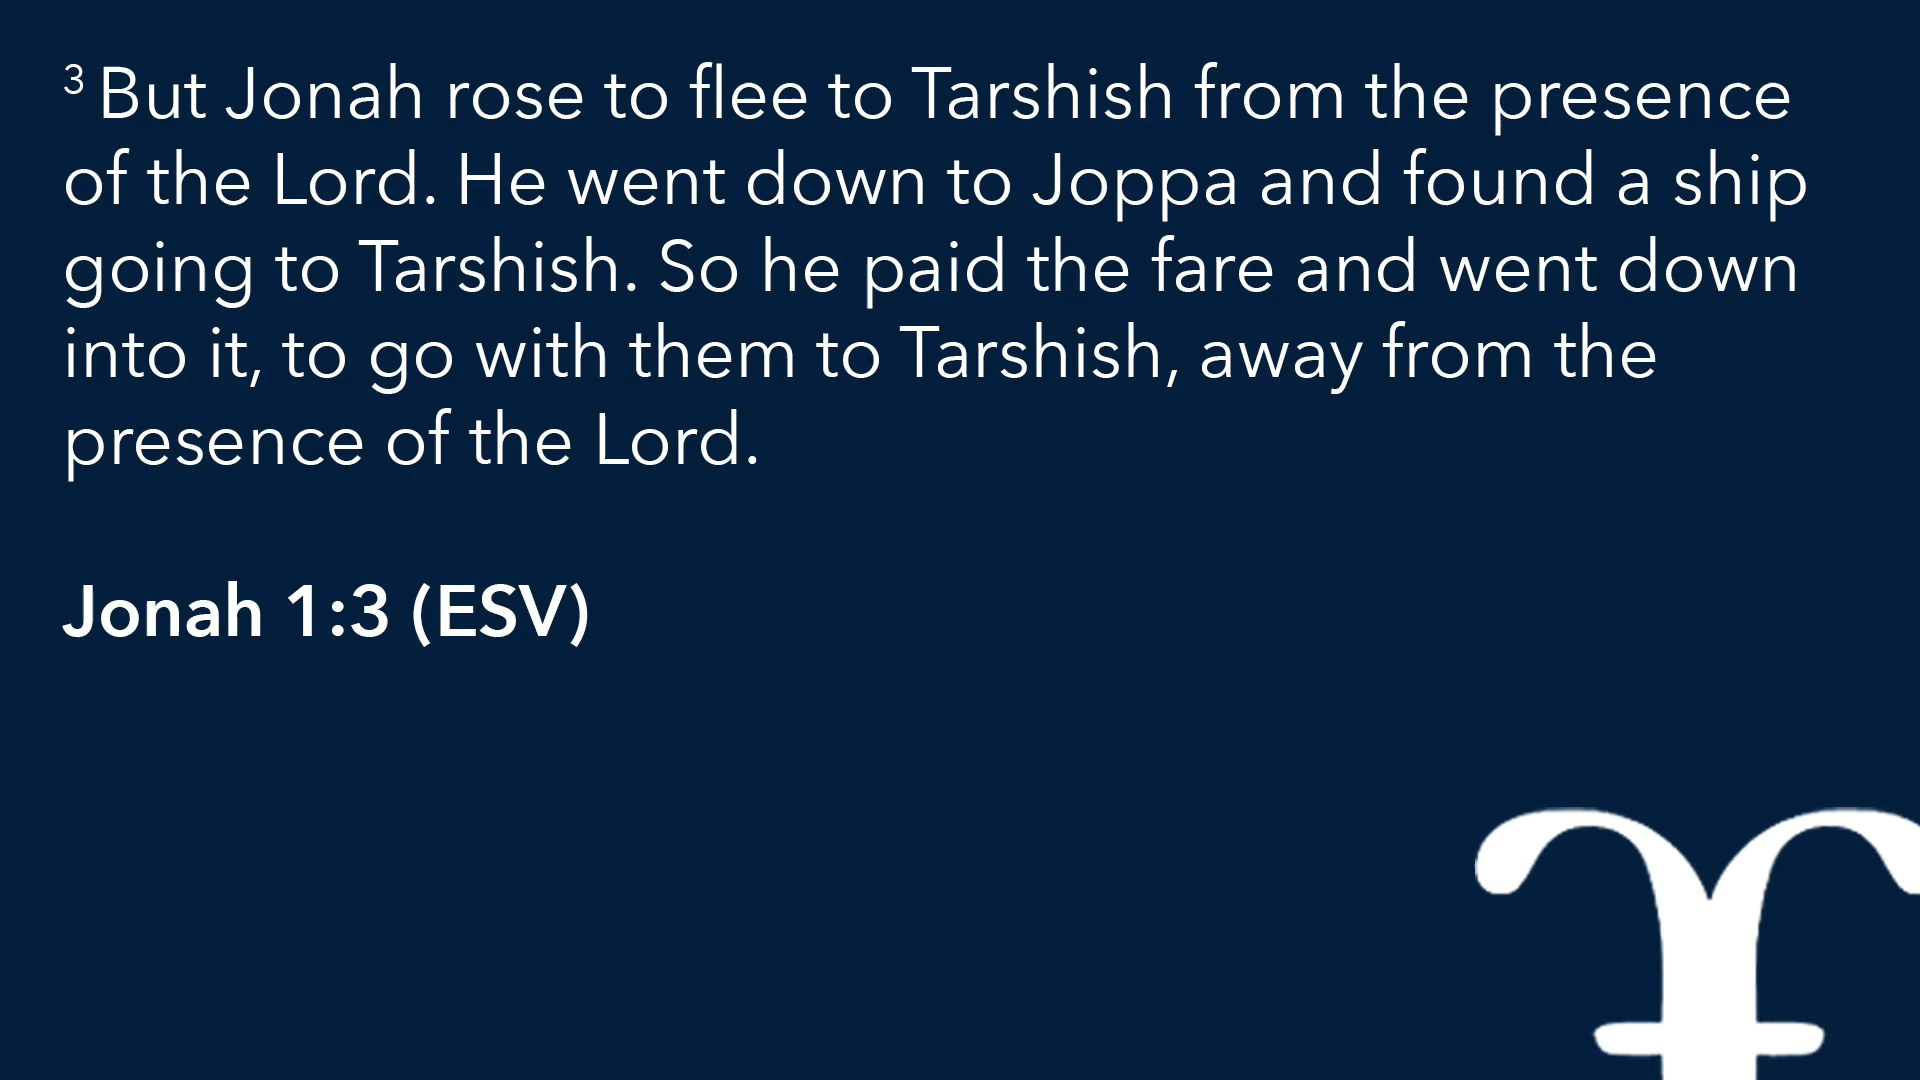 3 But Jonah rose to flee to Tarshish from the presence
of the Lord. He went down to Joppa and found a ship
going to Tarshish. So he paid the fare and went down
into it, to go with them to Tarshish, away from the
presence of the Lord.
Jonah 1:3 (ESV)